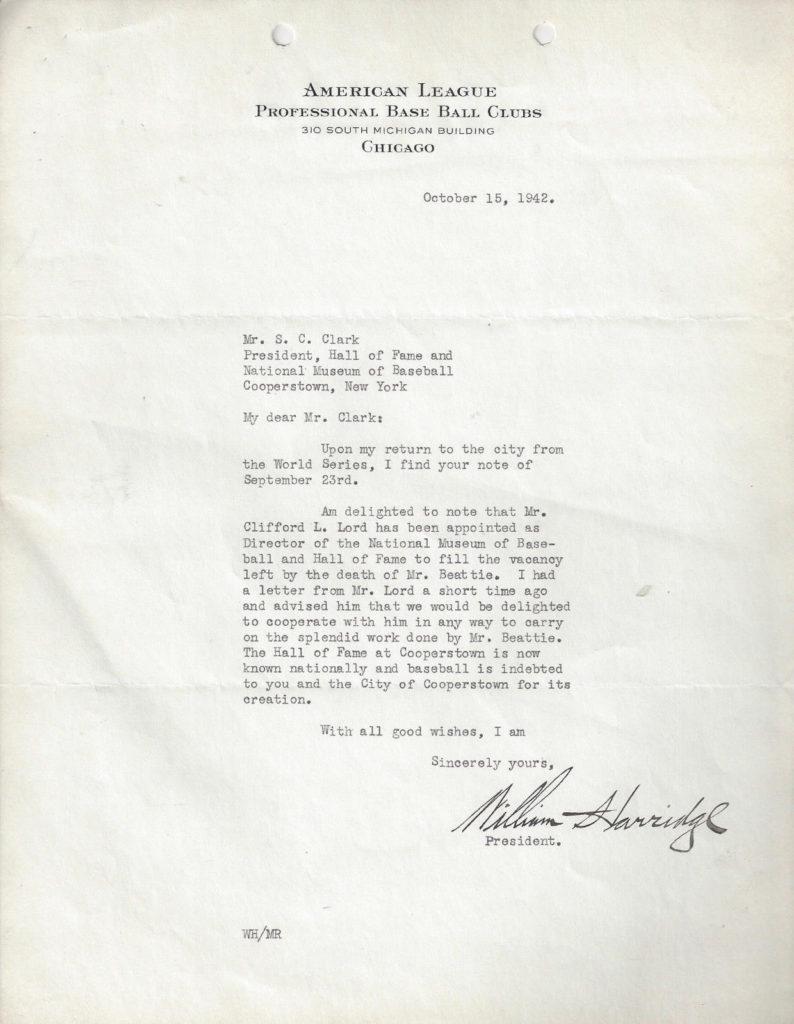 AMERICAN LEAGUE
PROFESSIONAL BASE BALL CLUBS
310 SOUTH MICHIGAN BUILDING
CHICAGO
October 15, 1942.
Mr. S. C. Clark
President, Hall of Fame and
National Museum of Baseball
Cooperstown, New York
My dear Mr. Clark:
Upon my return to the city from
the World Series, I find your note of
September 23rd.
Am delighted to note that Mr.
Clifford L. Lord has been appointed as
Director of the National Museum of Base-
ball and Hall of Fame to fill the vacancy
left by the death of Mr. Beattie. I had
a letter from Mr. Lord a short time ago
and advised him that we would be delighted
to cooperate with him in any way to carry
on the splendid work done by Mr. Beattie.
The Hall of Fame at Cooperstown is now
known nationally and baseball is indebted
to you and the City of Cooperstown for its
creation.
With all good wishes, I am
Sincerely yours,
William Harridge
President.
WH/MR